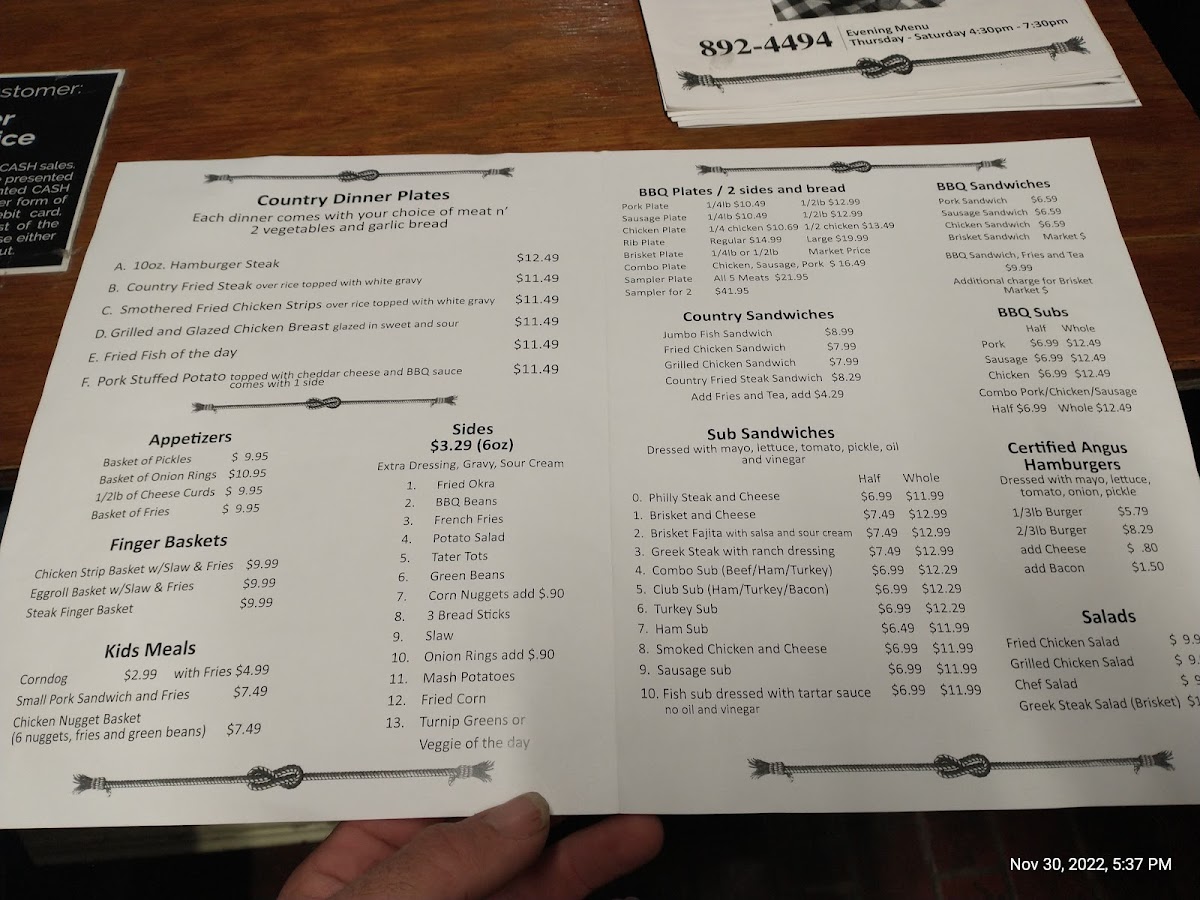 stomer:
er
ice
CASH sales.
presented
nted CASH
er form of
ebit card.
st of the
se either
ut.
892-4494
Evening Menu
Thursday - Saturday 4:30pm - 7:30pm
Country Dinner Plates
Each dinner comes with your choice of meat n'
2 vegetables and garlic bread
A. 10oz. Hamburger Steak $12.49
B. Country Fried Steak over rice topped with white gravy $11.49
C. Smothered Fried Chicken Strips over rice topped with white gravy $11.49
D. Grilled and Glazed Chicken Breast glazed in sweet and sour $11.49
E. Fried Fish of the day $11.49
F. Pork Stuffed Potato topped with cheddar cheese and BBQ sauce $11.49
comes with 1 side
Appetizers
Basket of Pickles $ 9.95
Basket of Onion Rings $10.95
1/2lb of Cheese Curds $ 9.95
Basket of Fries $ 9.95
Finger Baskets
Chicken Strip Basket w/Slaw & Fries $9.99
Eggroll Basket w/Slaw & Fries $9.99
Steak Finger Basket $9.99
Kids Meals
Corndog $2.99 with Fries $4.99
Small Pork Sandwich and Fries $7.49
Chicken Nugget Basket
(6 nuggets, fries and green beans) $7.49
Sides
$3.29 (6oz)
Extra Dressing, Gravy, Sour Cream
1. Fried Okra
2. BBQ Beans
3. French Fries
4. Potato Salad
5. Tater Tots
6. Green Beans
7. Corn Nuggets add $.90
8. 3 Bread Sticks
9. Slaw
10. Onion Rings add $.90
11. Mash Potatoes
12. Fried Corn
13. Turnip Greens or
Veggie of the day
BBQ Plates / 2 sides and bread
Pork Plate 1/4lb $10.49 1/2lb $12.99
Sausage Plate 1/4lb $10.49 1/2lb $12.99
Chicken Plate 1/4 chicken $10.69 1/2 chicken $13.49
Rib Plate Regular $14.99 Large $19.99
Brisket Plate 1/4lb or 1/2lb Market Price
Combo Plate Chicken, Sausage, Pork $ 16.49
Sampler Plate All 5 Meats $21.95
Sampler for 2 $41.95
Country Sandwiches
Jumbo Fish Sandwich $8.99
Fried Chicken Sandwich $7.99
Grilled Chicken Sandwich $7.99
Country Fried Steak Sandwich $8.29
Add Fries and Tea, add $4.29
Sub Sandwiches
Dressed with mayo, lettuce, tomato, pickle, oil
and vinegar
Half Whole
0. Philly Steak and Cheese $6.99 $11.99
1. Brisket and Cheese $7.49 $12.99
2. Brisket Fajita with salsa and sour cream $7.49 $12.99
3. Greek Steak with ranch dressing $7.49 $12.99
4. Combo Sub (Beef/Ham/Turkey) $6.99 $12.29
5. Club Sub (Ham/Turkey/Bacon) $6.99 $12.29
6. Turkey Sub $6.99 $12.29
7. Ham Sub $6.49 $11.99
8. Smoked Chicken and Cheese $6.99 $11.99
9. Sausage sub $6.99 $11.99
10. Fish sub dressed with tartar sauce $6.99 $11.99
no oil and vinegar
BBQ Sandwiches
Pork Sandwich $6.59
Sausage Sandwich $6.59
Chicken Sandwich $6.59
Brisket Sandwich Market $
BBQ Sandwich, Fries and Tea
$9.99
Additional charge for Brisket
Market $
BBQ Subs
Half Whole
Pork $6.99 $12.49
Sausage $6.99 $12.49
Chicken $6.99 $12.49
Combo Pork/Chicken/Sausage
Half $6.99 Whole $12.49
Certified Angus
Hamburgers
Dressed with mayo, lettuce,
tomato, onion, pickle
1/3lb Burger $5.79
2/3lb Burger $8.29
add Cheese $ .80
add Bacon $1.50
Salads
Fried Chicken Salad $ 9.9
Grilled Chicken Salad $ 9.
Chef Salad $ 9
Greek Steak Salad (Brisket) $1
Nov 30, 2022, 5:37 PM